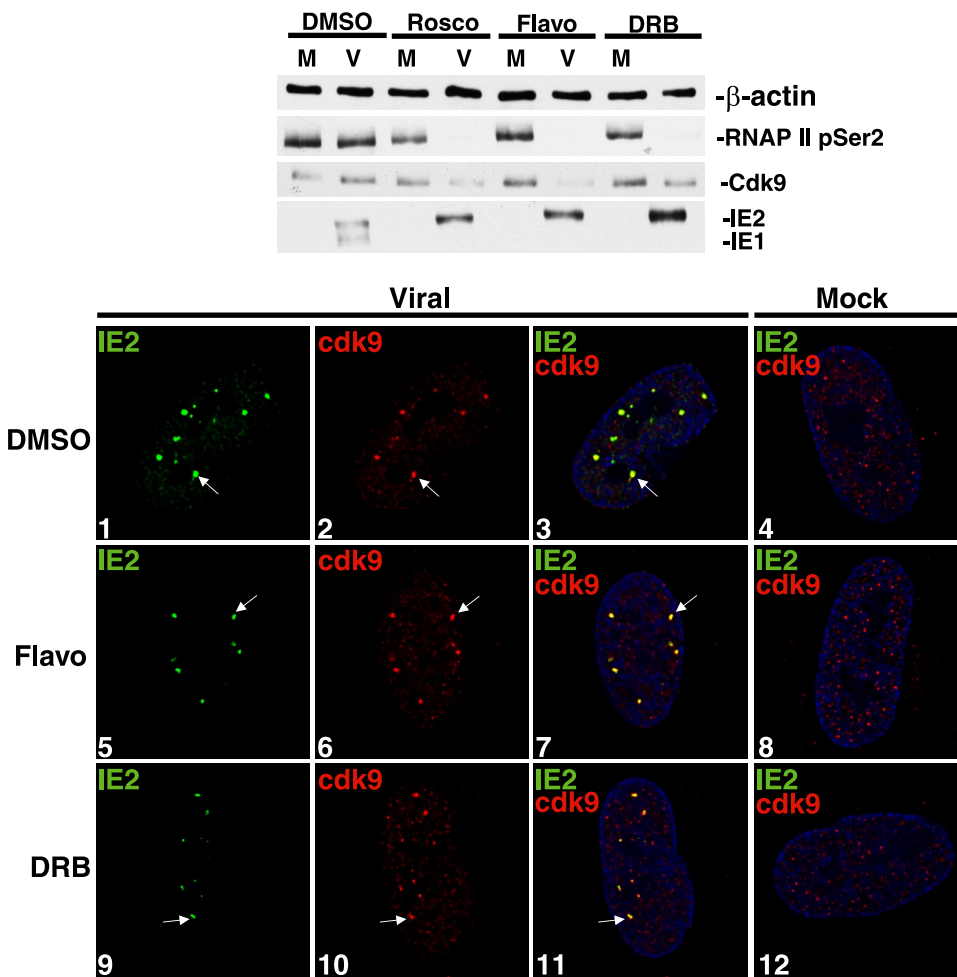 DMSO Rosco Flavo DRB
M V M M V M
-β-actin
-RNAP II pSer2
-Cdk9
-IE2
-IE1
Viral Mock
DMSO
IE2 cdk9 IE2 cdk9 IE2 cdk9
1 2 3 4
Flavo
IE2 cdk9 IE2 cdk9 IE2 cdk9
5 6 7 8
DRB
IE2 cdk9 IE2 cdk9 IE2 cdk9
9 10 11 12